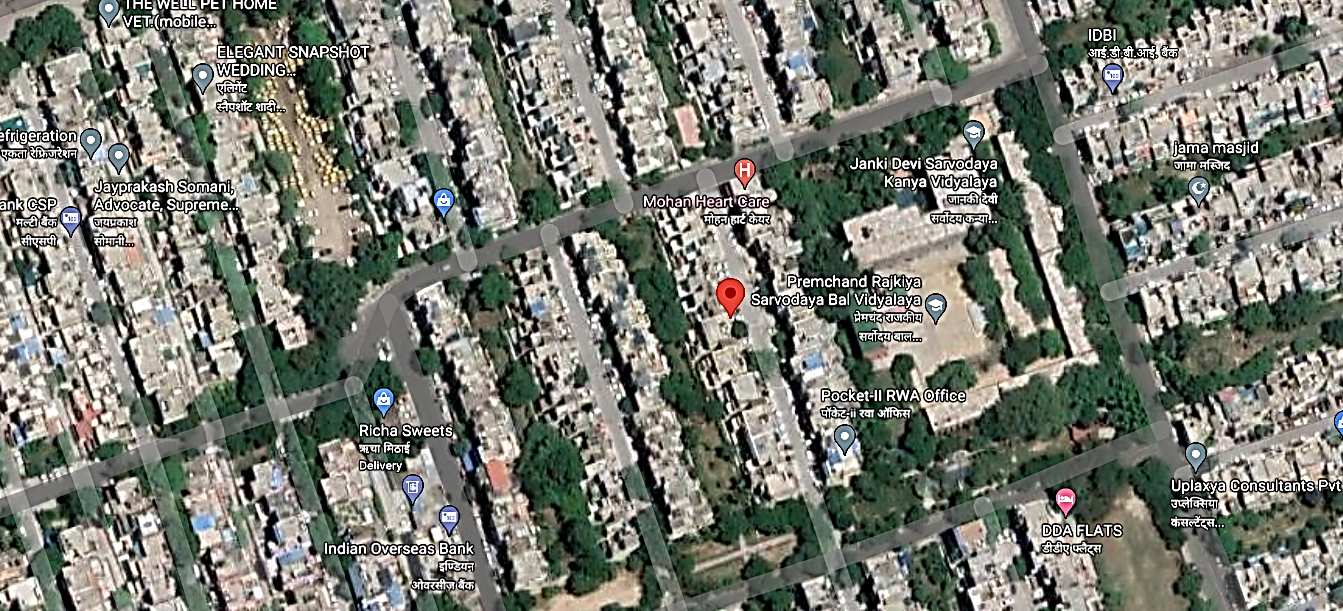 THE WELL PET HOME
VET (mobile...
ELEGANT SNAPSHOT
WEDDING...
एलिगेंट
स्नैपशॉट शादी...
efrigeration
एकता रेफ्रिजरेशन
Jayprakash Somani,
Advocate, Supreme...
जयप्रकाश
सोमानी...
ank CSP
मल्टी बैंक
सीएसपी
IDBI
आई.डी.बी.आई. बैंक
jama masjid
जामा मस्जिद
Janki Devi Sarvodaya
Kanya Vidyalaya
जानकी देवी
सर्वोदय कन्या...
H
Mohan Heart Care
मोहन हार्ट केयर
Premchand Rajkiya
Sarvodaya Bal Vidyalaya
प्रेमचंद राजकीय
सर्वोदय बाल...
Pocket-II RWA Office
पॉकेट-ii रवा ऑफिस
Richa Sweets
ऋचा मिठाई
Delivery
Indian Overseas Bank
इण्डियन
ओवरसीज बैंक
Uplaxya Consultants Pvt
उप्लेक्सिया
कंसल्टेंट्स...
DDA FLATS
डीडीए फ्लैट्स